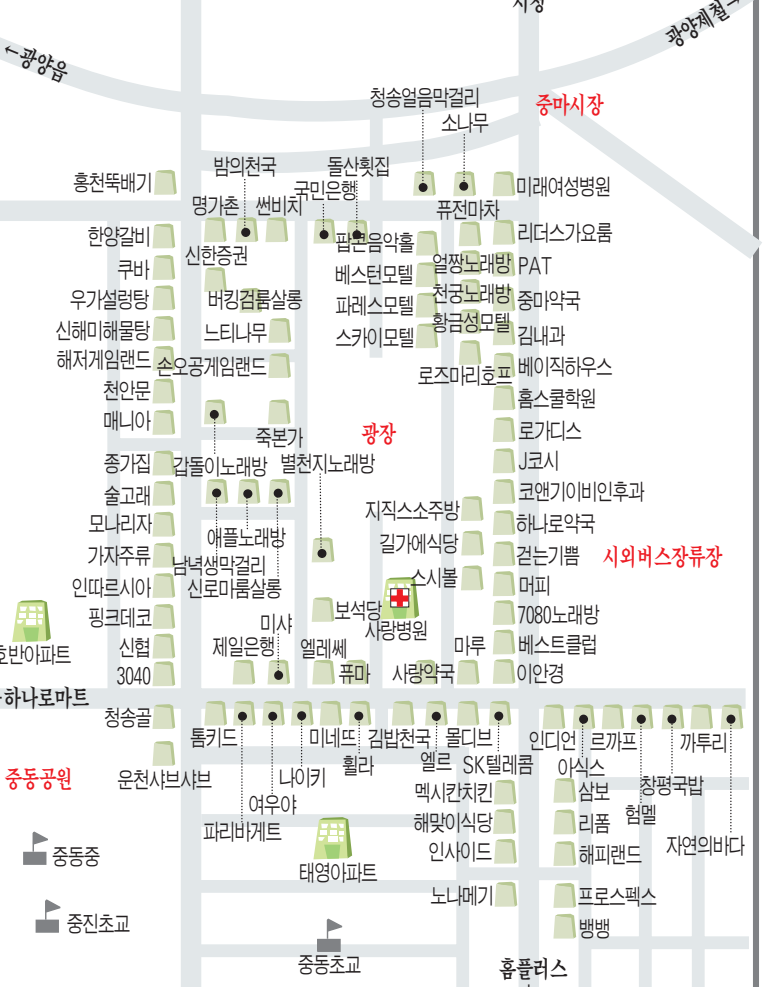 시장
광양제철→
←광양읍
청송얼음막걸리
중마시장
소나무
밤의천국
돌산횟집
홍천뚝배기
국민은행
미래여성병원
명가촌
썬비치
퓨전마차
한양갈비
팝콘음악홀
리더스가요룸
신한증권
쿠바
베스턴모텔
얼짱노래방
PAT
우가설렁탕
버킹검룸살롱
파레스모텔
천궁노래방
중마약국
신해미해물탕
느티나무
스카이모텔
황금성모텔
김내과
해저게임랜드
손오공게임랜드
로즈마리호프
베이직하우스
천안문
홈스쿨학원
매니아
죽본가
광장
로가디스
종가집
갑돌이노래방
별천지노래방
J코시
술고래
코앤기이비인후과
모나리자
애플노래방
지직스소주방
하나로약국
가자주류
남녁생막걸리
길가에식당
걷는기쁨
시외버스장류장
인따르시아
신로마룸살롱
스시볼
머피
핑크데코
보석당
사랑병원
7080노래방
호반아파트
신협
미샤
제일은행
엘레쎄
마루
베스트클럽
3040
퓨마
사랑약국
이안경
하나로마트
청송골
톰키드
미네뜨
김밥천국
몰디브
인디언
르까프
까투리
중동공원
운천샤브샤브
나이키
휠라
엘르
SK텔레콤
아식스
창평국밥
여우야
멕시칸치킨
삼보
험멜
파리바게트
해맞이식당
리폼
자연의바다
중동중
태영아파트
인사이드
해피랜드
노나메기
프로스펙스
중진초교
뱅뱅
중동초교
홈플러스